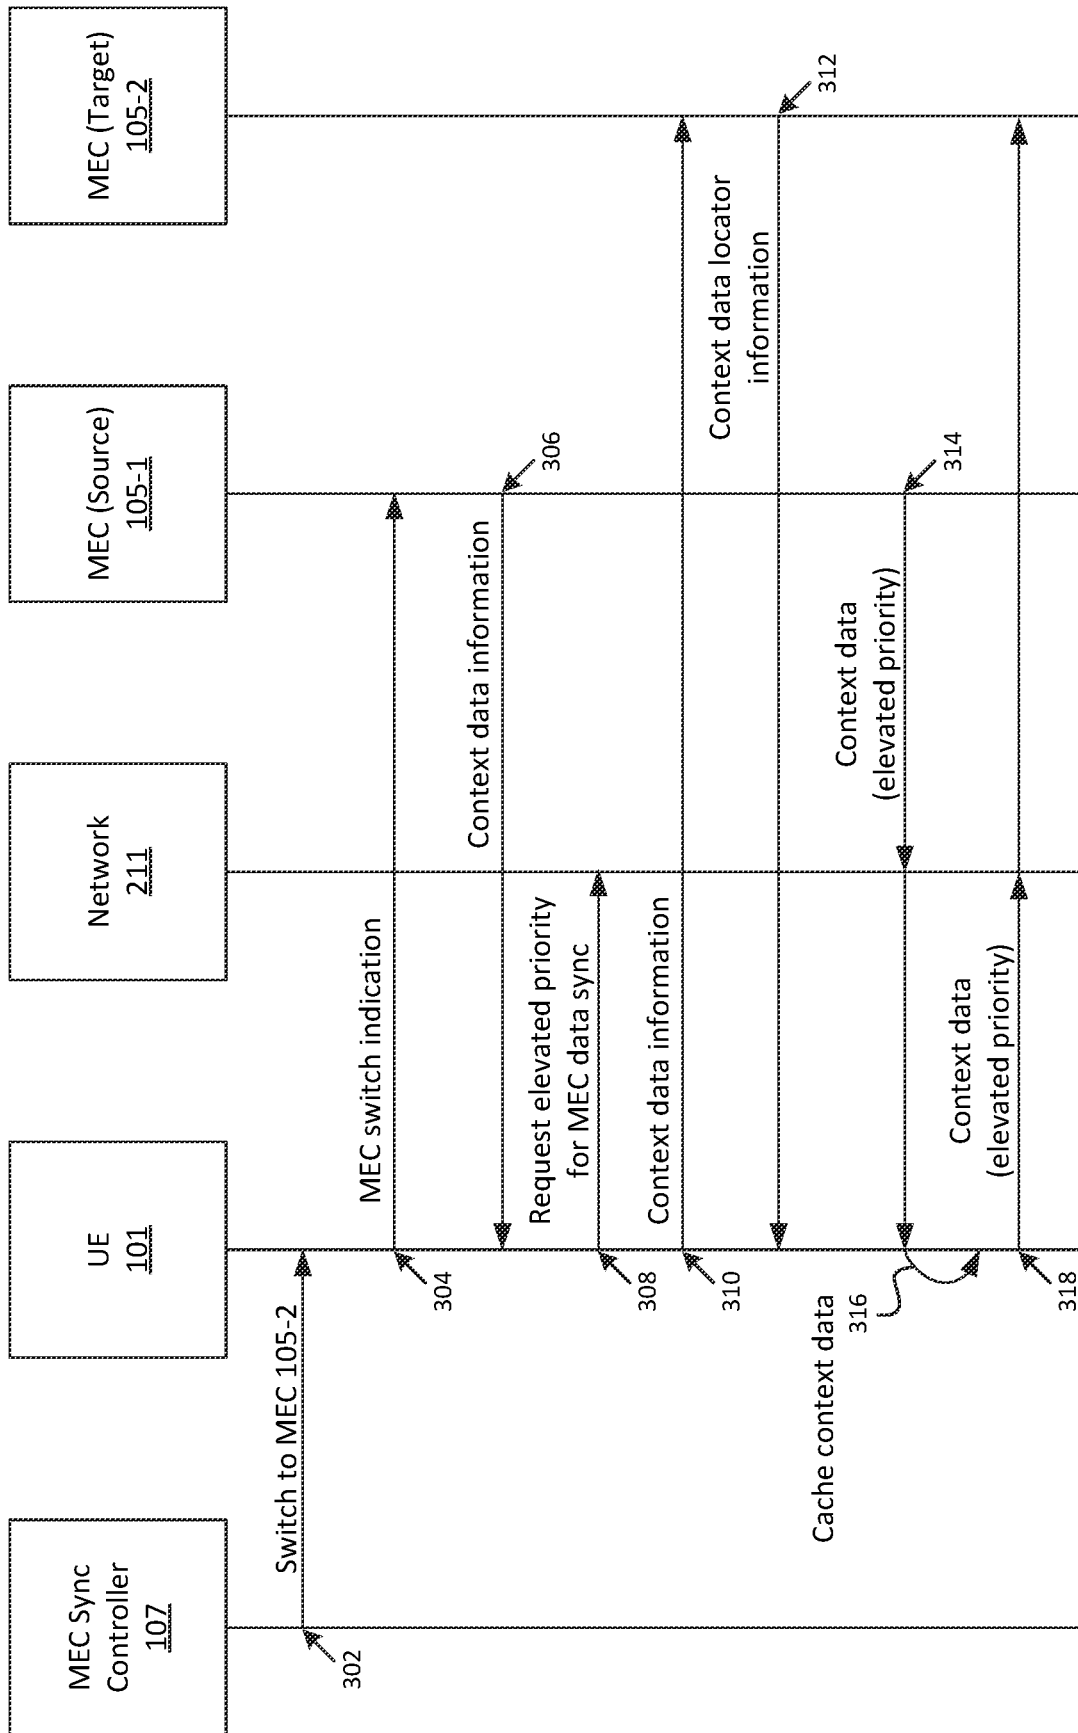 MEC Sync
Controller
107
UE
101
Network
211
MEC (Source)
105-1
MEC (Target)
105-2
Switch to MEC 105-2
302
MEC switch indication
304
Context data information
306
Request elevated priority
for MEC data sync
308
Context data information
310
Context data locator
information
312
Context data
(elevated priority)
314
Cache context data
316
Context data
(elevated priority)
318